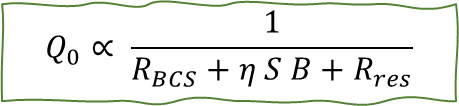 Q₀ ∝ 1 / (R_BCS + η S B + R_res)